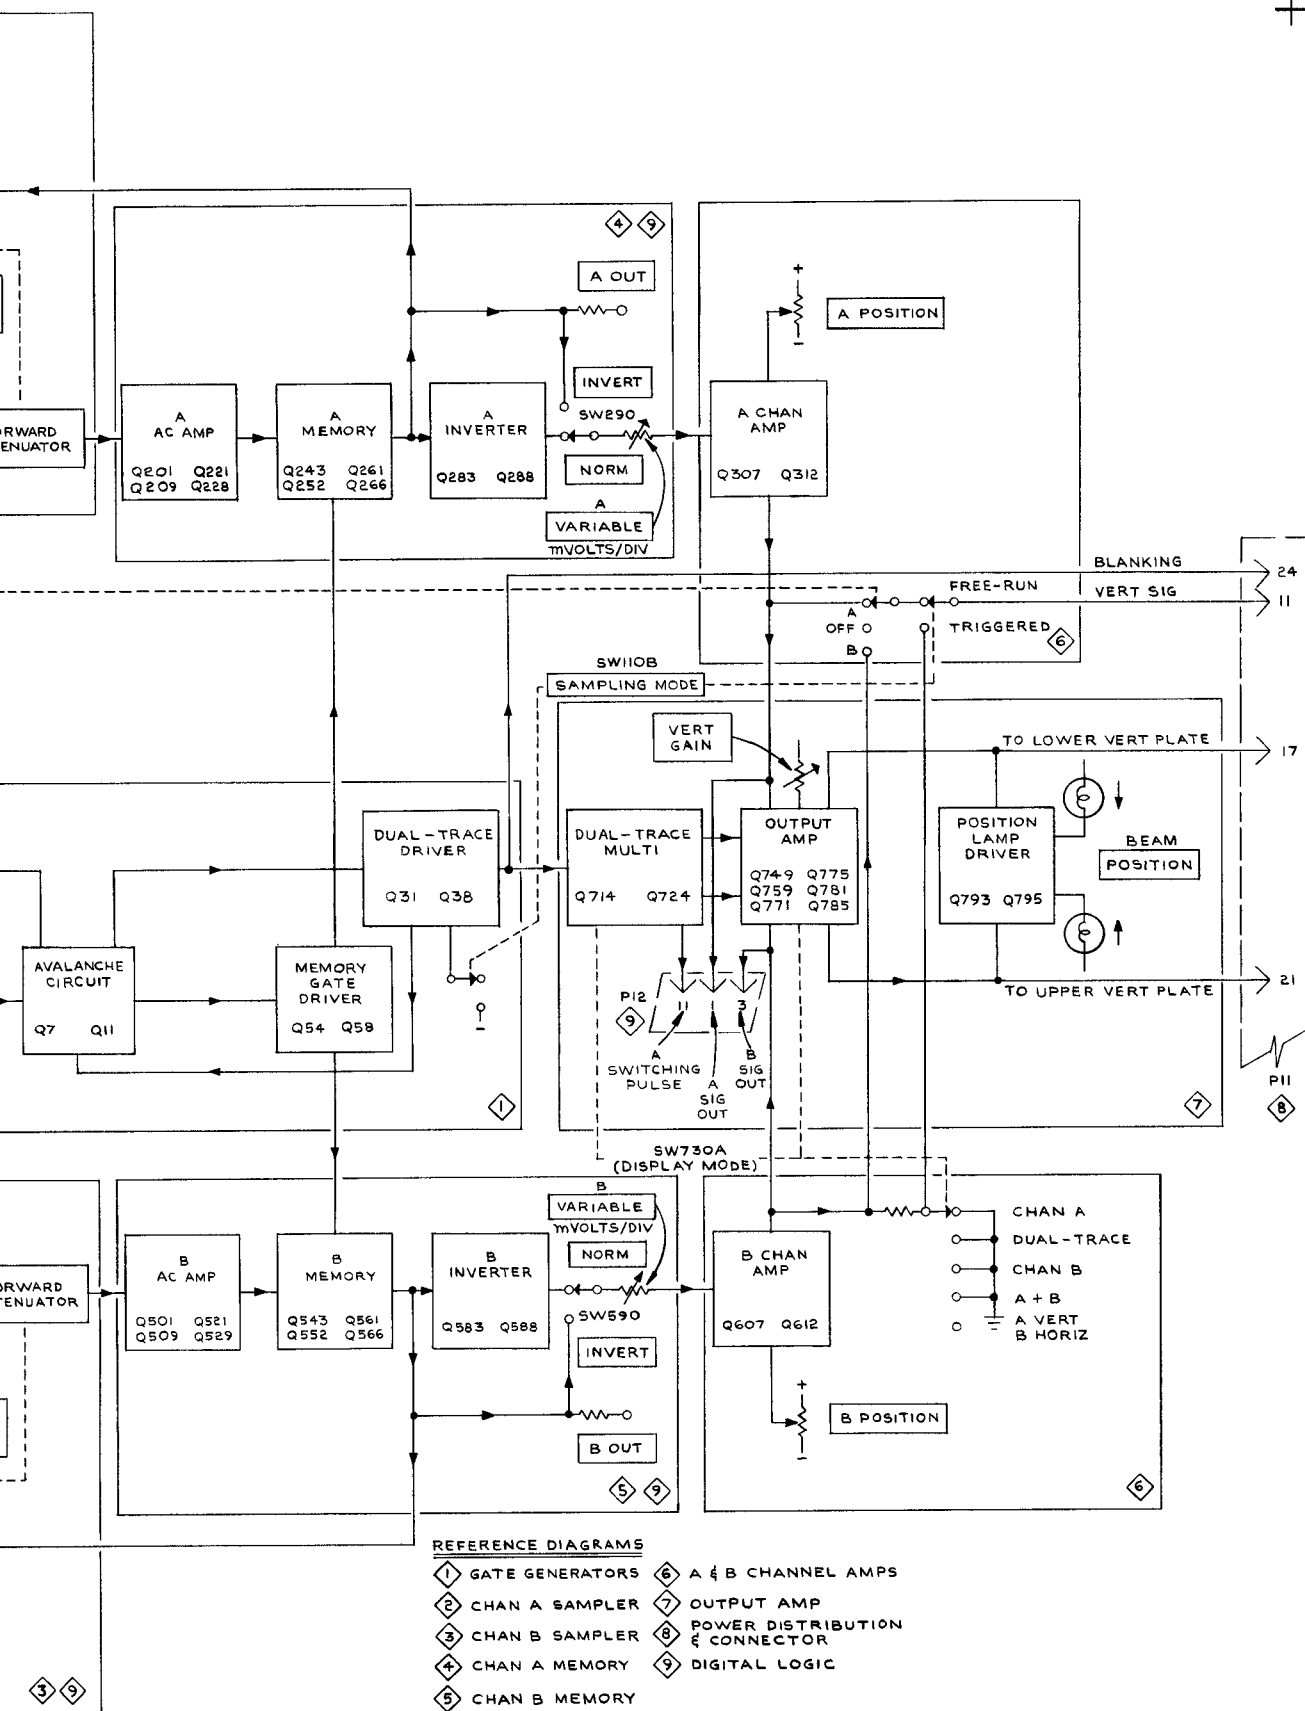 4 9
A OUT
+
A POSITION
−
INVERT
SW290
NORM
A
VARIABLE
mVOLTS/DIV
A
AC AMP
Q201 Q221
Q209 Q228
A
MEMORY
Q243 Q261
Q252 Q266
A
INVERTER
Q283 Q288
A CHAN
AMP
Q307 Q312
BLANKING
24
FREE-RUN
VERT SIG
11
A
OFF
B
TRIGGERED
6
SW110B
SAMPLING MODE
VERT
GAIN
TO LOWER VERT PLATE
17
DUAL-TRACE
DRIVER
Q31 Q38
DUAL-TRACE
MULTI
Q714 Q724
OUTPUT
AMP
Q749 Q775
Q759 Q781
Q771 Q785
POSITION
LAMP
DRIVER
Q793 Q795
BEAM
POSITION
AVALANCHE
CIRCUIT
Q7 Q11
MEMORY
GATE
DRIVER
Q54 Q58
−
P12
9
11 1 3
A
SWITCHING
PULSE
A
SIG
OUT
B
SIG
OUT
TO UPPER VERT PLATE
21
P11
8
1
7
SW730A
(DISPLAY MODE)
B
VARIABLE
mVOLTS/DIV
NORM
SW590
INVERT
B OUT
B
AC AMP
Q501 Q521
Q509 Q529
B
MEMORY
Q543 Q561
Q552 Q566
B
INVERTER
Q583 Q588
B CHAN
AMP
Q607 Q612
CHAN A
DUAL-TRACE
CHAN B
A + B
A VERT
B HORIZ
+
B POSITION
−
5 9
6
3 9
REFERENCE DIAGRAMS
1 GATE GENERATORS
2 CHAN A SAMPLER
3 CHAN B SAMPLER
4 CHAN A MEMORY
5 CHAN B MEMORY
6 A & B CHANNEL AMPS
7 OUTPUT AMP
8 POWER DISTRIBUTION
& CONNECTOR
9 DIGITAL LOGIC